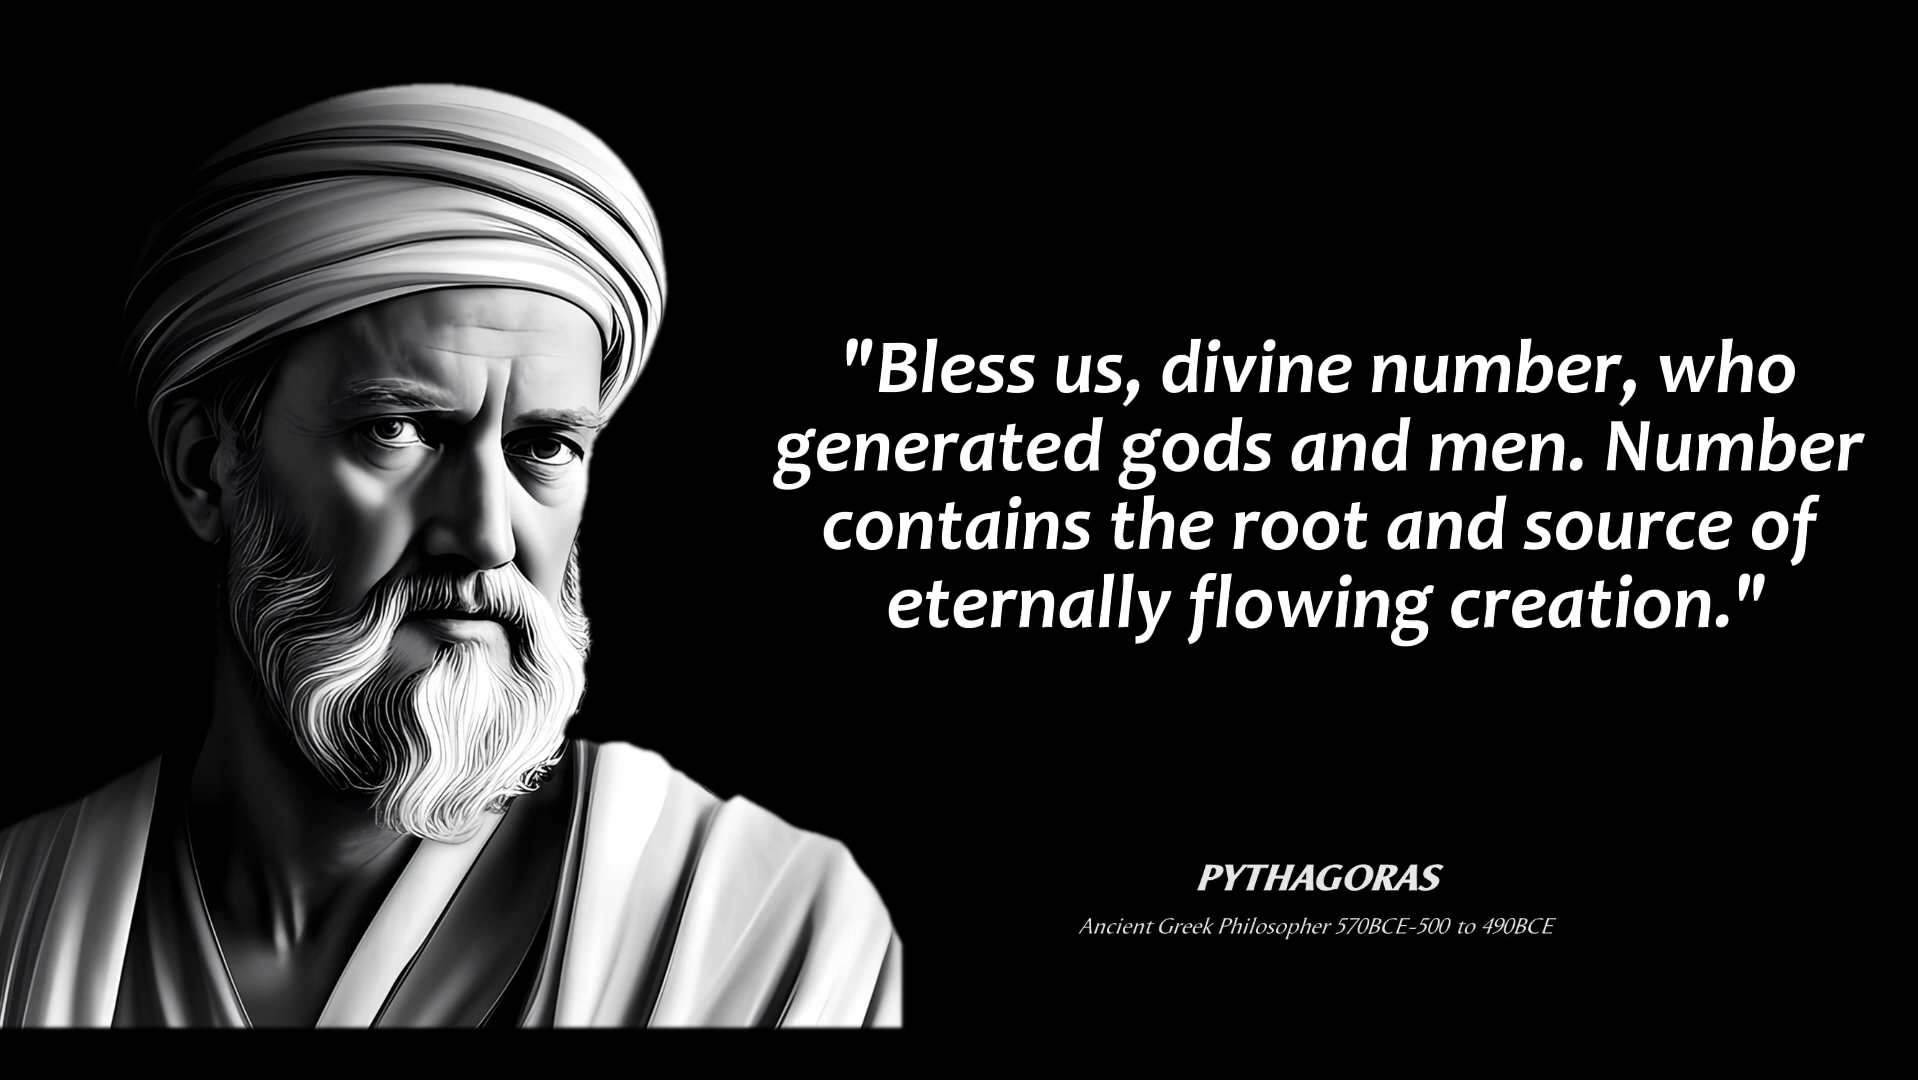 "Bless us, divine number, who
generated gods and men. Number
contains the root and source of
eternally flowing creation."
PYTHAGORAS
Ancient Greek Philosopher 570BCE-500 to 490BCE